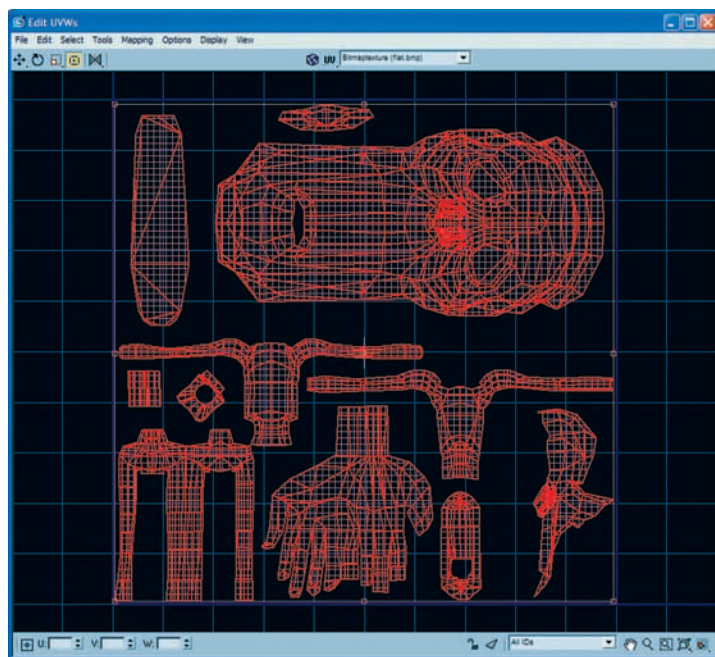 Edit UVWs
File Edit Select Tools Mapping Options Display View
UV Bitmaptexture (flat.bmp)
U: V: W: All IDs